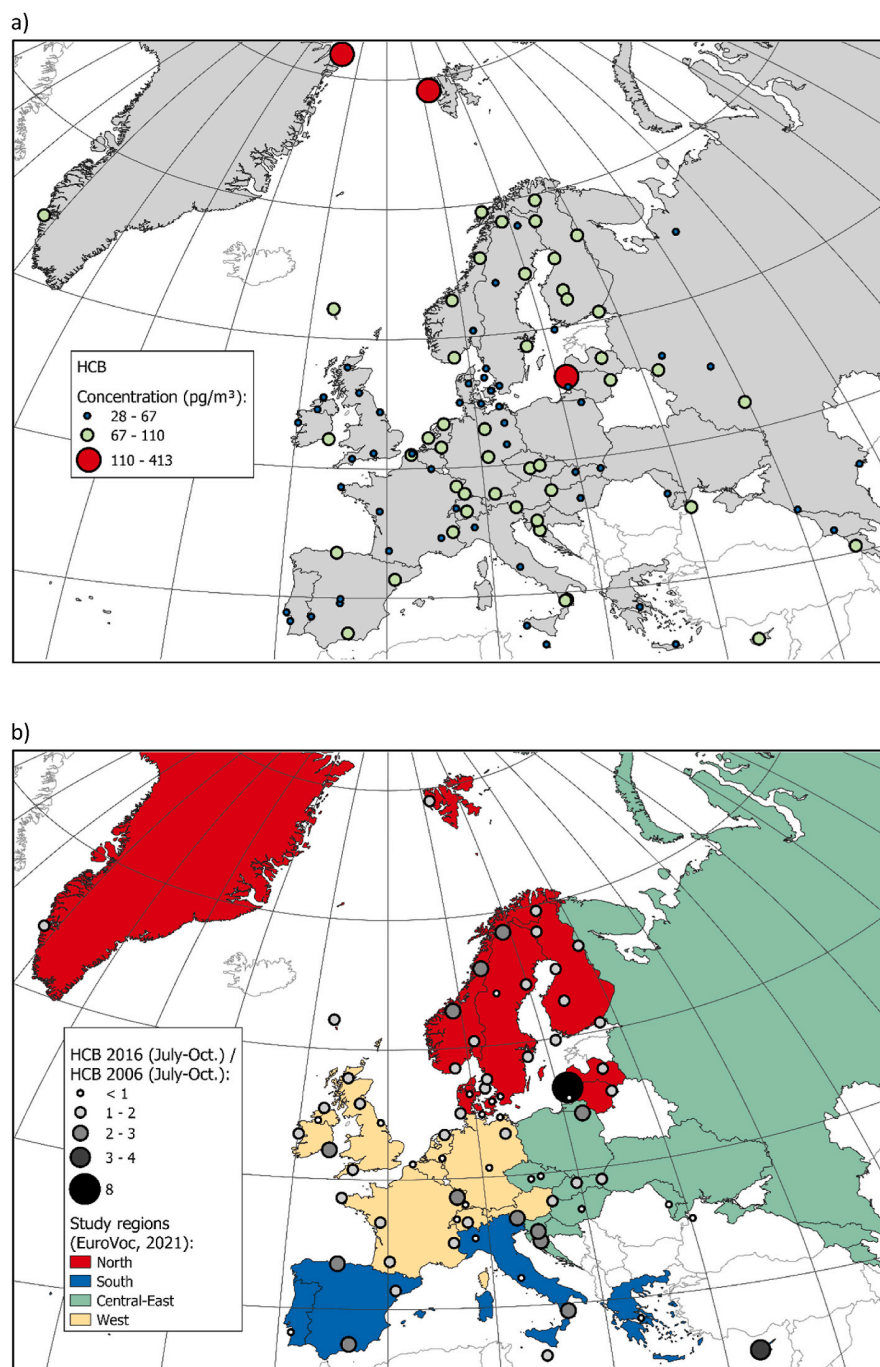 a)
HCB
Concentration (pg/m³):
28 - 67
67 - 110
110 - 413
b)
HCB 2016 (July-Oct.) /
HCB 2006 (July-Oct.):
< 1
1 - 2
2 - 3
3 - 4
8
Study regions
(EuroVoc, 2021):
North
South
Central-East
West